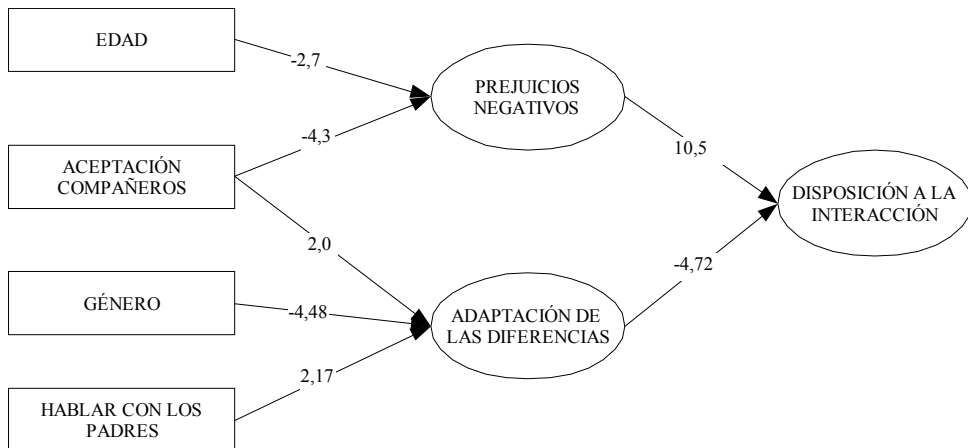 EDAD
-2,7
PREJUICIOS
NEGATIVOS
-4,3
ACEPTACIÓN
COMPAÑEROS
10,5
DISPOSICIÓN A LA
INTERACCIÓN
2,0
-4,72
GÉNERO
-4,48
ADAPTACIÓN DE
LAS DIFERENCIAS
2,17
HABLAR CON LOS
PADRES